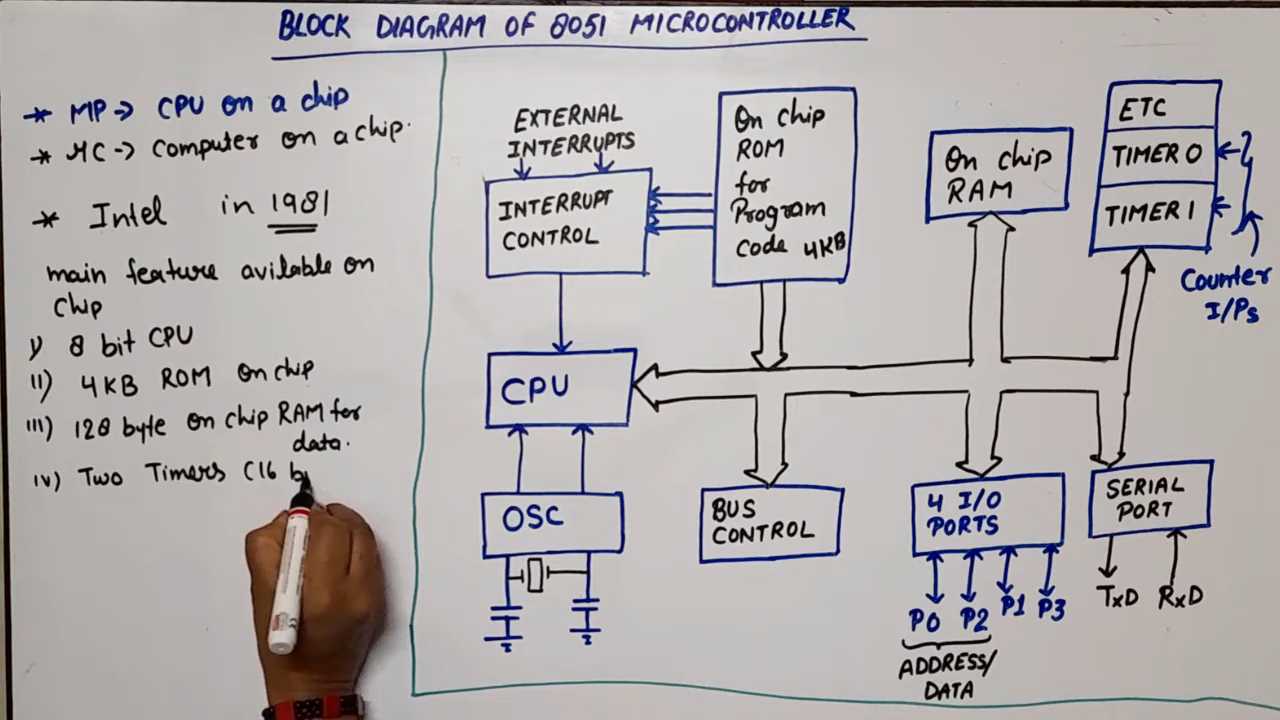 BLOCK DIAGRAM OF 8051 MICROCONTROLLER
* MP → CPU on a chip
* MC → Computer on a chip.
* Intel in 1981
main feature avilable on
chip
i) 8 bit CPU
ii) 4KB ROM on chip
iii) 128 byte on chip RAM for
data.
iv) Two Timers (16 b
EXTERNAL
INTERRUPTS
INTERRUPT
CONTROL
On chip
ROM
for
Program
code 4KB
On chip
RAM
ETC
TIMER 0
TIMER 1
Counter
I/Ps
CPU
OSC
BUS
CONTROL
4 I/O
PORTS
SERIAL
PORT
P0 P2 P1 P3
TxD RxD
ADDRESS/
DATA